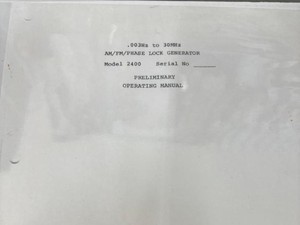 .003Hz to 30MHz
AM/FM/PHASE LOCK GENERATOR
Model 2400 Serial No ______
PRELIMINARY
OPERATING MANUAL